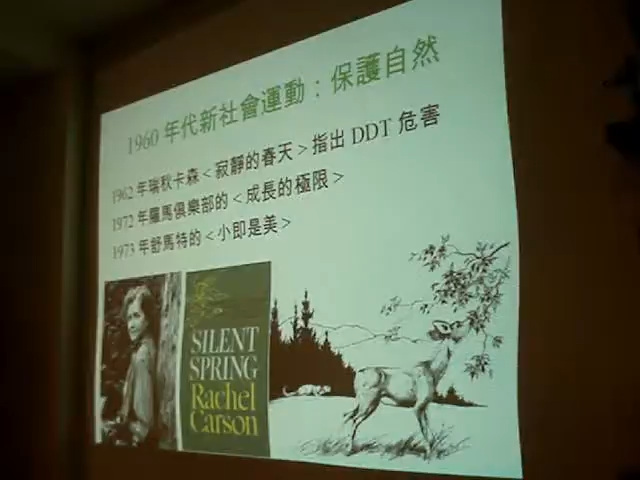 1960 年代新社會運動：保護自然
1962 年瑞秋卡森<寂靜的春天>指出 DDT 危害
1972 年羅馬俱樂部的<成長的極限>
1973 年舒馬特的<小即是美>
SILENT
SPRING
Rachel
Carson